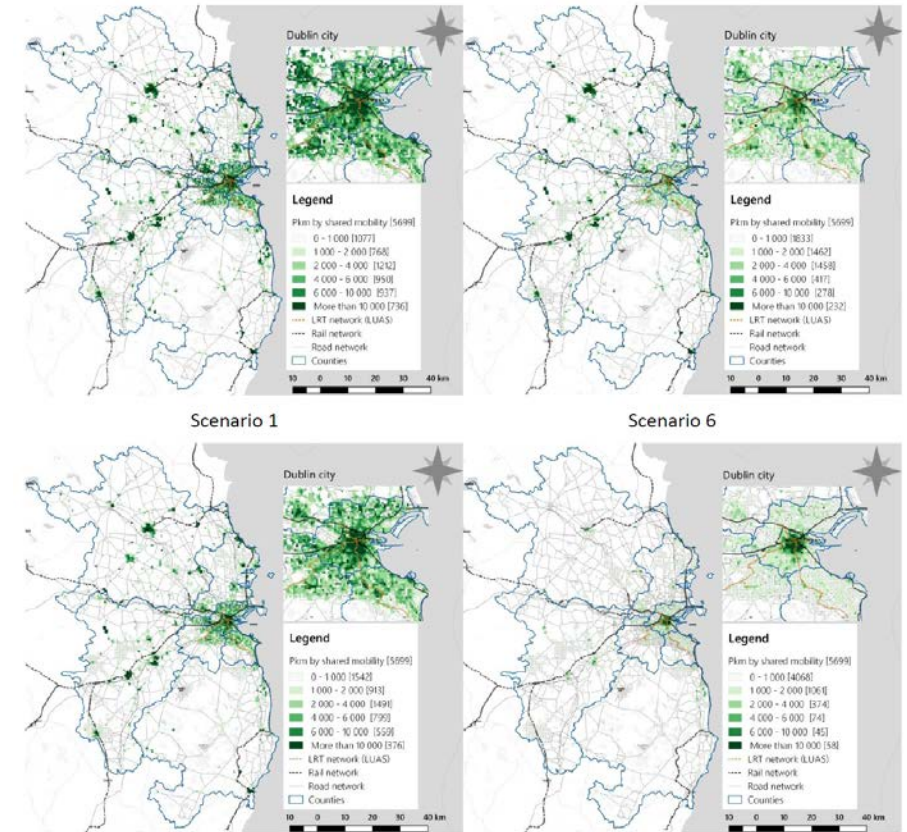 Dublin city
Legend
Pkm by shared mobility [5699]
0 - 1 000 [1077]
1 000 - 2 000 [768]
2 000 - 4 000 [1212]
4 000 - 6 000 [950]
6 000 - 10 000 [937]
More than 10 000 [736]
LRT network (LUAS)
Rail network
Road network
Counties
10 0 10 20 30 40 km
Dublin city
Legend
Pkm by shared mobility [5699]
0 - 1 000 [1833]
1 000 - 2 000 [1462]
2 000 - 4 000 [1458]
4 000 - 6 000 [417]
6 000 - 10 000 [278]
More than 10 000 [232]
LRT network (LUAS)
Rail network
Road network
Counties
10 0 10 20 30 40 km
Scenario 1
Scenario 6
Dublin city
Legend
Pkm by shared mobility [5699]
0 - 1 000 [1542]
1 000 - 2 000 [913]
2 000 - 4 000 [1491]
4 000 - 6 000 [799]
6 000 - 10 000 [559]
More than 10 000 [376]
LRT network (LUAS)
Rail network
Road network
Counties
10 0 10 20 30 40 km
Dublin city
Legend
Pkm by shared mobility [5699]
0 - 1 000 [4068]
1 000 - 2 000 [1061]
2 000 - 4 000 [374]
4 000 - 6 000 [74]
6 000 - 10 000 [45]
More than 10 000 [58]
LRT network (LUAS)
Rail network
Road network
Counties
10 0 10 20 30 40 km